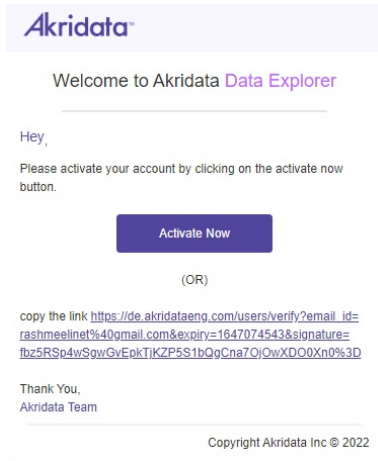 Akridata™
Welcome to Akridata Data Explorer
Hey,
Please activate your account by clicking on the activate now
button.
Activate Now
(OR)
copy the link https://de.akridataeng.com/users/verify?email_id=
rashmeelinet%40gmail.com&expiry=1647074543&signature=
fbz5RSp4wSgwGvEpkTjKZP5S1bQgCna7OjOwXDO0Xn0%3D
Thank You,
Akridata Team
Copyright Akridata Inc © 2022